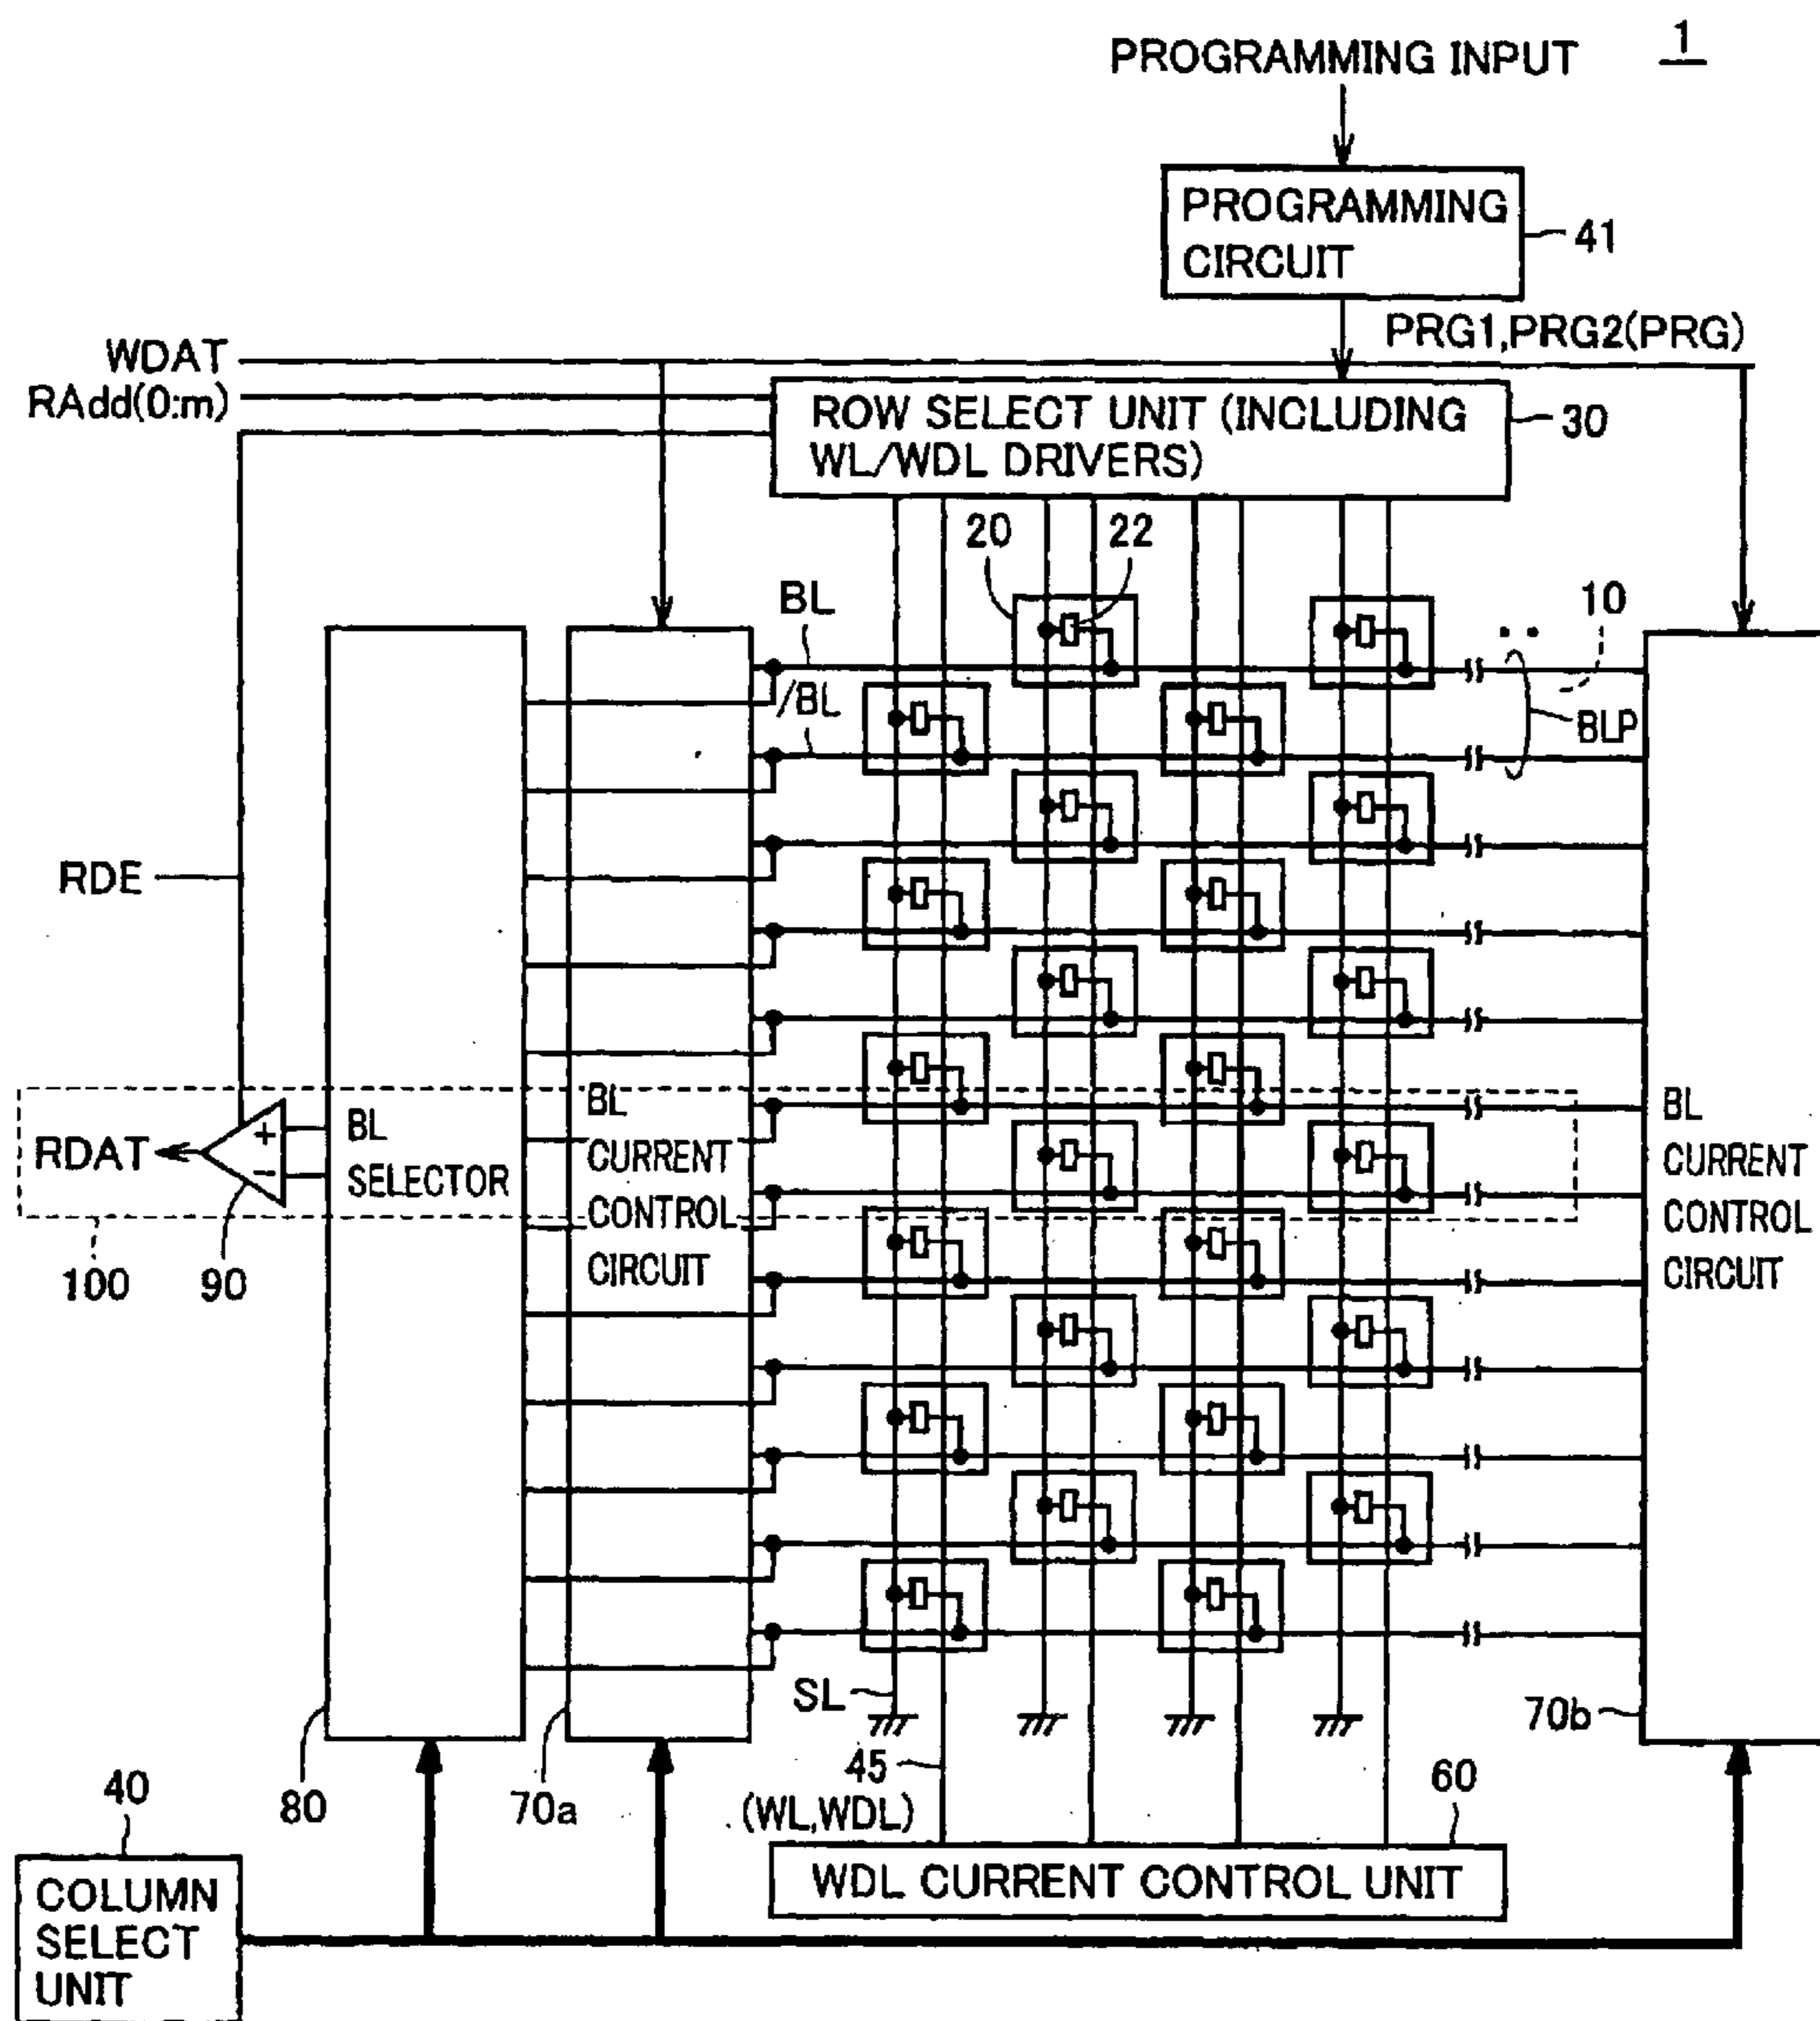 1
PROGRAMMING INPUT
PROGRAMMING
CIRCUIT
41
PRG1,PRG2(PRG)
WDAT
RAdd(0:m)
ROW SELECT UNIT (INCLUDING
WL/WDL DRIVERS)
30
20
22
BL
10
/BL
BLP
RDE
RDAT
+
−
BL
SELECTOR
BL
CURRENT
CONTROL
CIRCUIT
BL
CURRENT
CONTROL
CIRCUIT
100
90
SL
70b
45
(WL,WDL)
60
40
80
70a
WDL CURRENT CONTROL UNIT
COLUMN
SELECT
UNIT